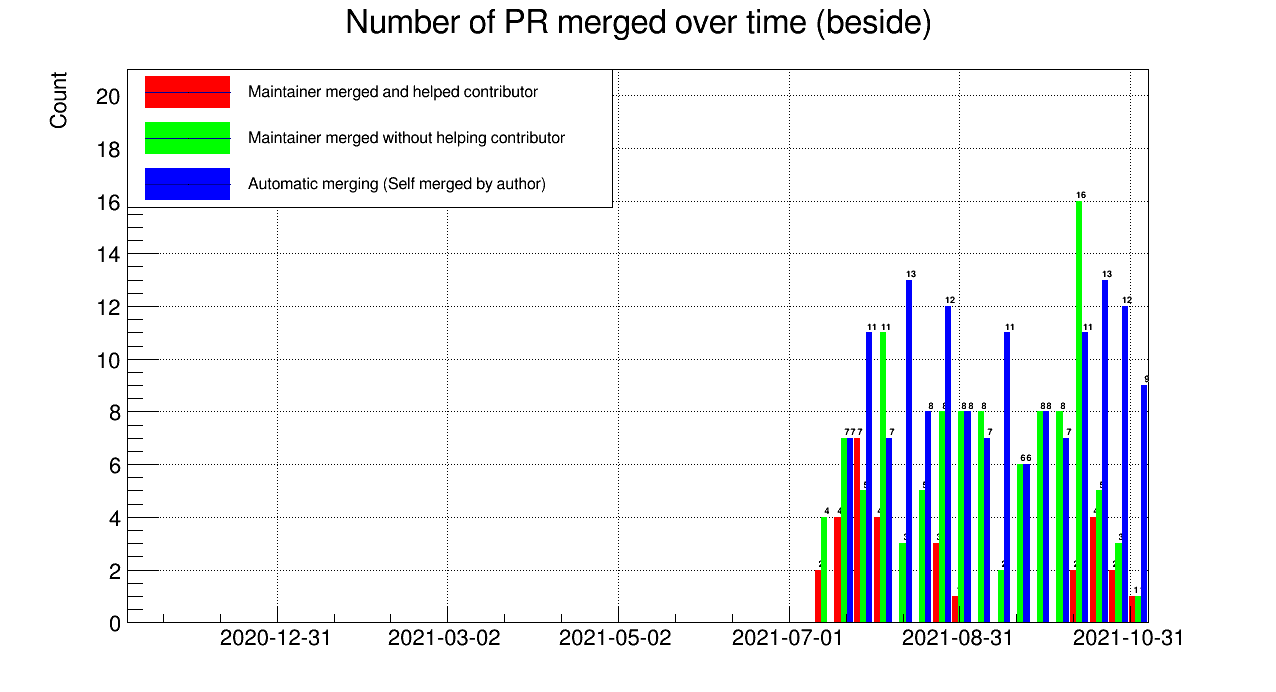 Number of PR merged over time (beside)
Count
Maintainer merged and helped contributor
Maintainer merged without helping contributor
Automatic merging (Self merged by author)
20
18
16
14
12
10
8
6
4
2
0
2 4
4 7 7
7 5 11
4 11 7
3 13
5 8
3 8 12
1 8 8
8 7
2 11
6 6
8 8
8 7
2 16 11
4 5 13
2 3 12
1 1 9
2020-12-31 2021-03-02 2021-05-02 2021-07-01 2021-08-31 2021-10-31